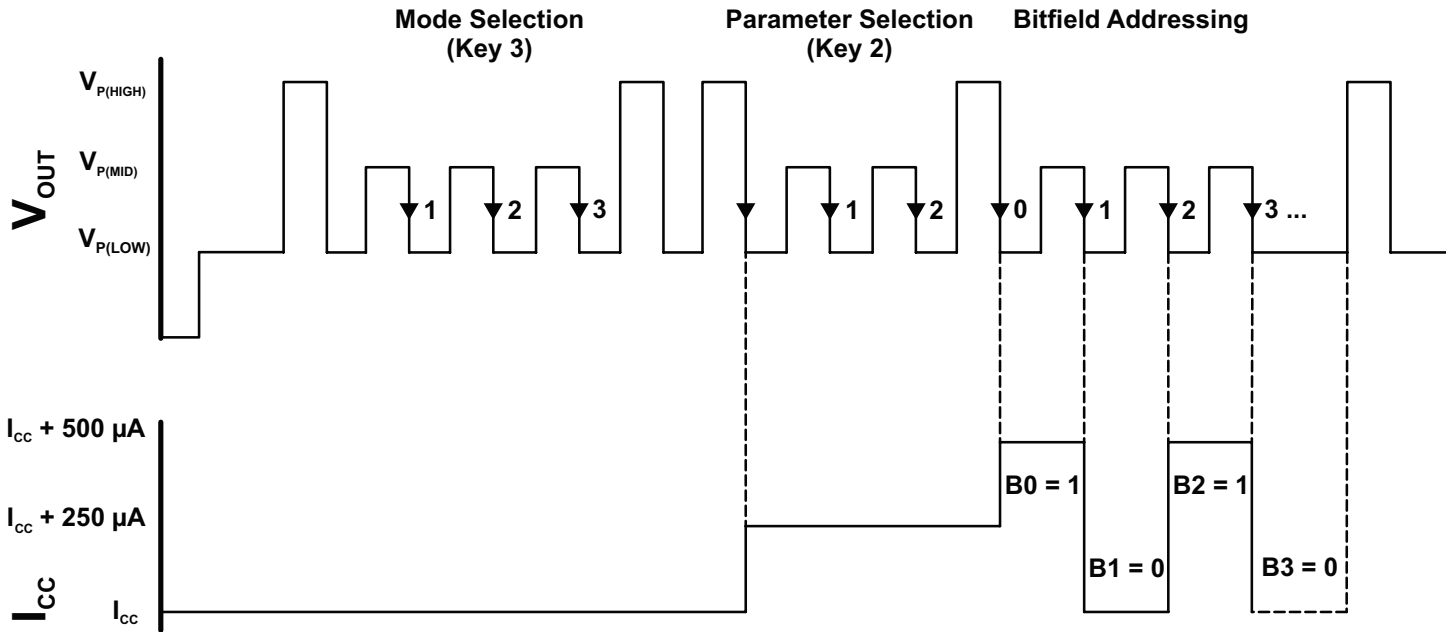 Mode Selection
(Key 3)
Parameter Selection
(Key 2)
Bitfield Addressing
V_P(HIGH)
V_P(MID)
V_P(LOW)
V_OUT
1 2 3 1 2 0 1 2 3 ...
I_CC + 500 µA
I_CC + 250 µA
I_CC
I_CC
B0 = 1
B2 = 1
B1 = 0
B3 = 0